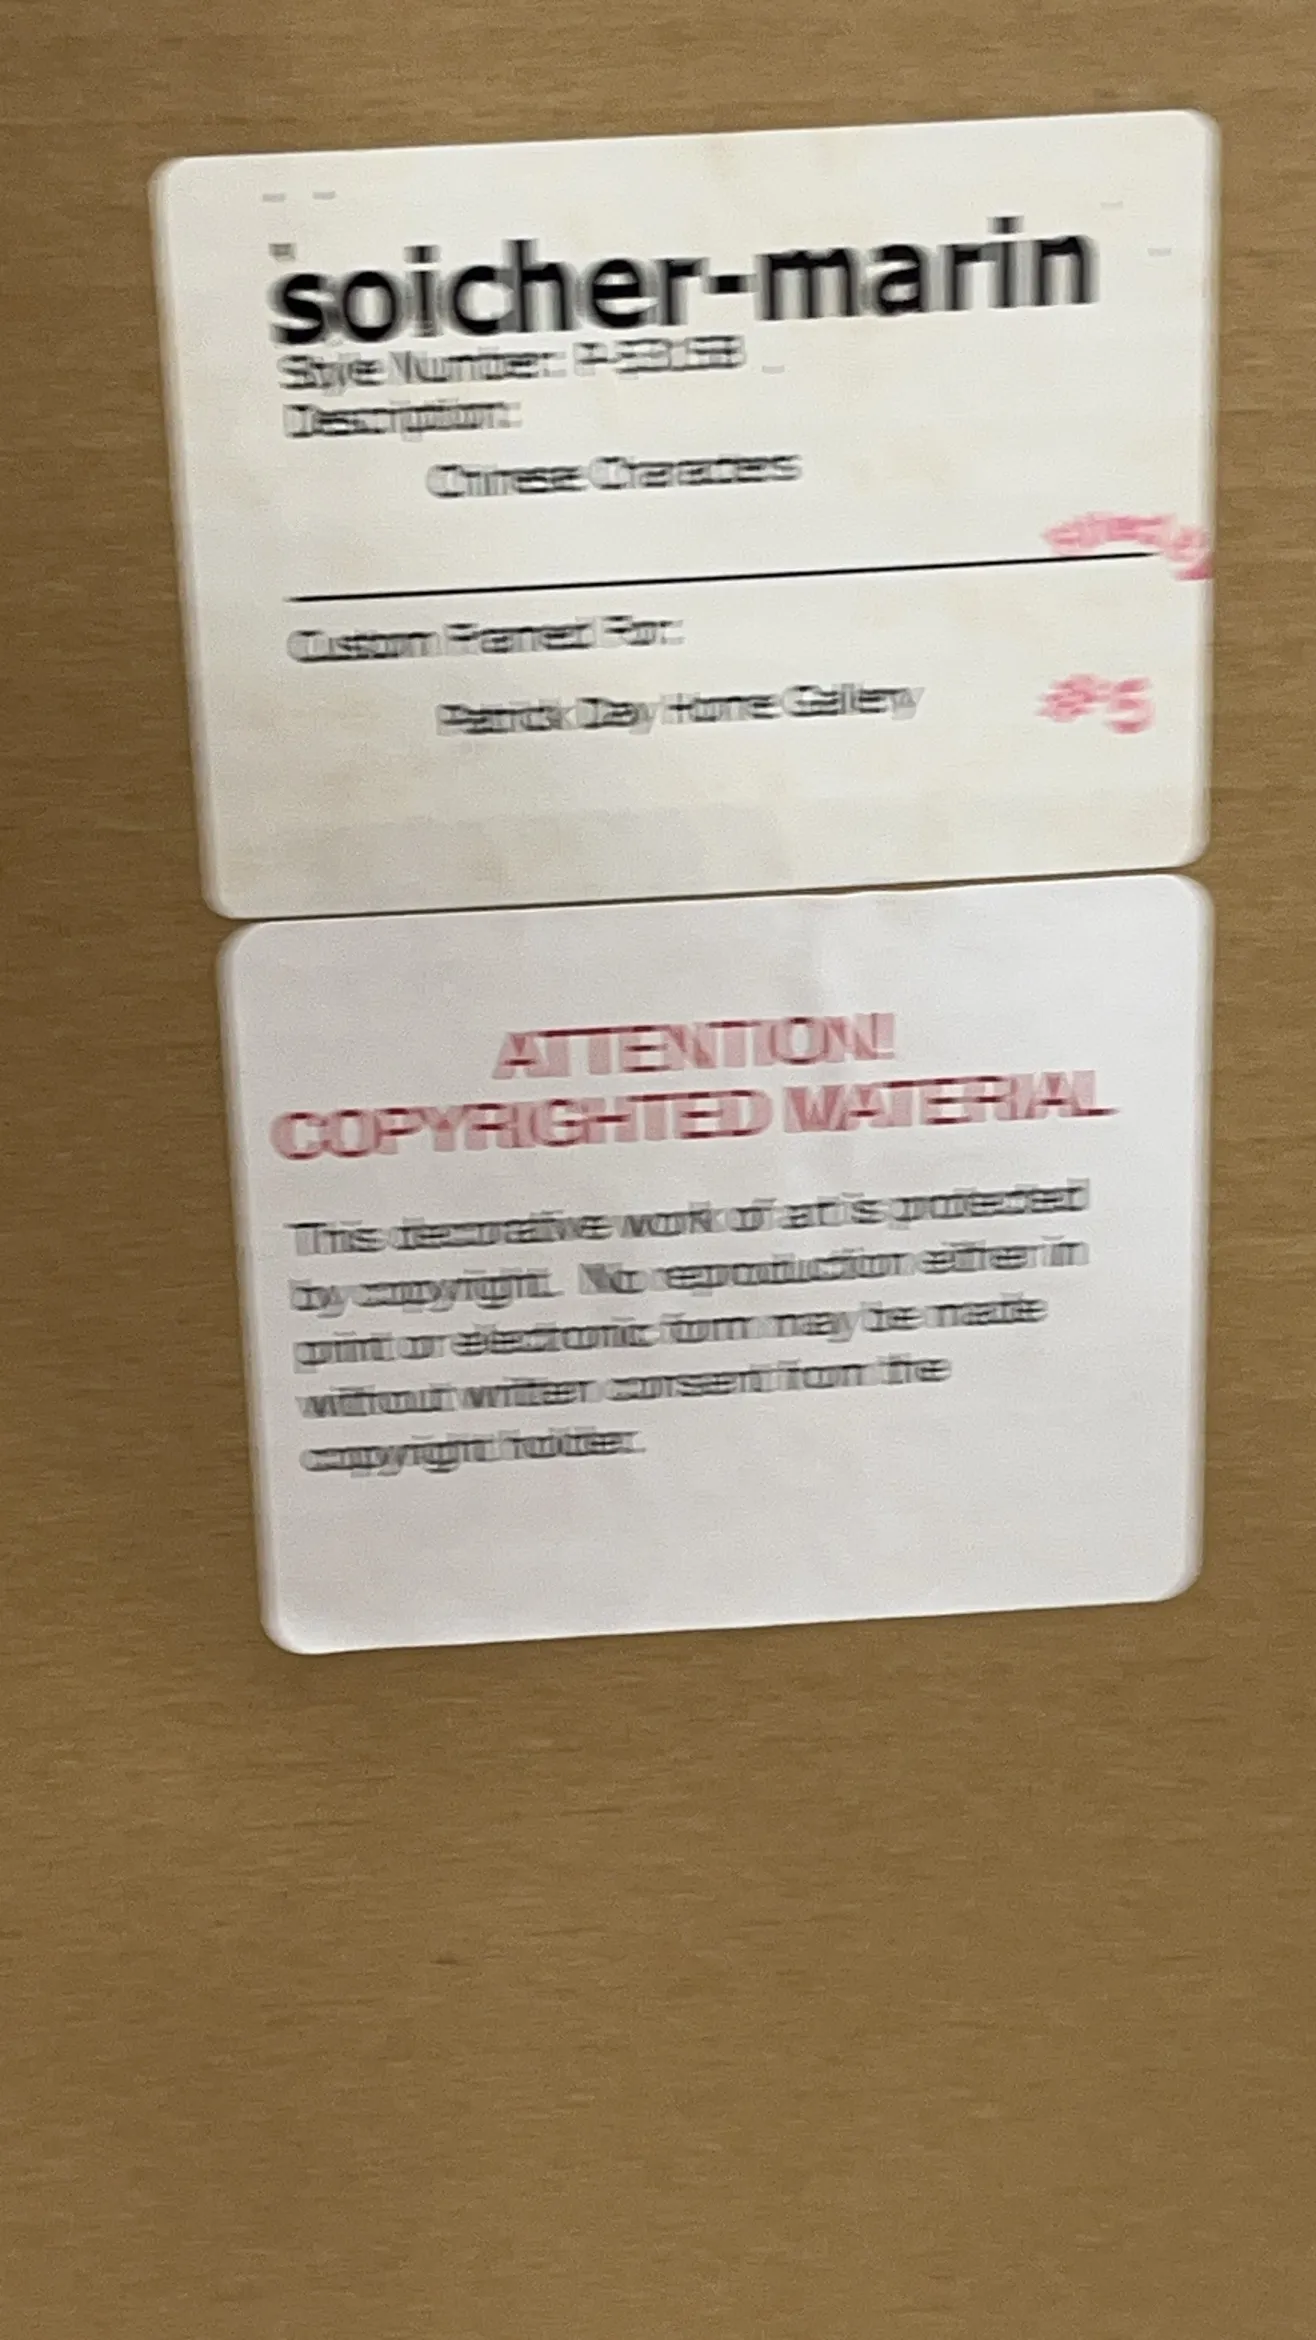 soicher-marin
Style Number:
Description:
Chinese Characters
Custom Framed For:
Patrick Day Home Gallery
#5
ATTENTION!
COPYRIGHTED MATERIAL
This decorative work of art is protected
by copyright. No reproduction either in
print or electronic form may be made
without written consent from the
copyright holder.